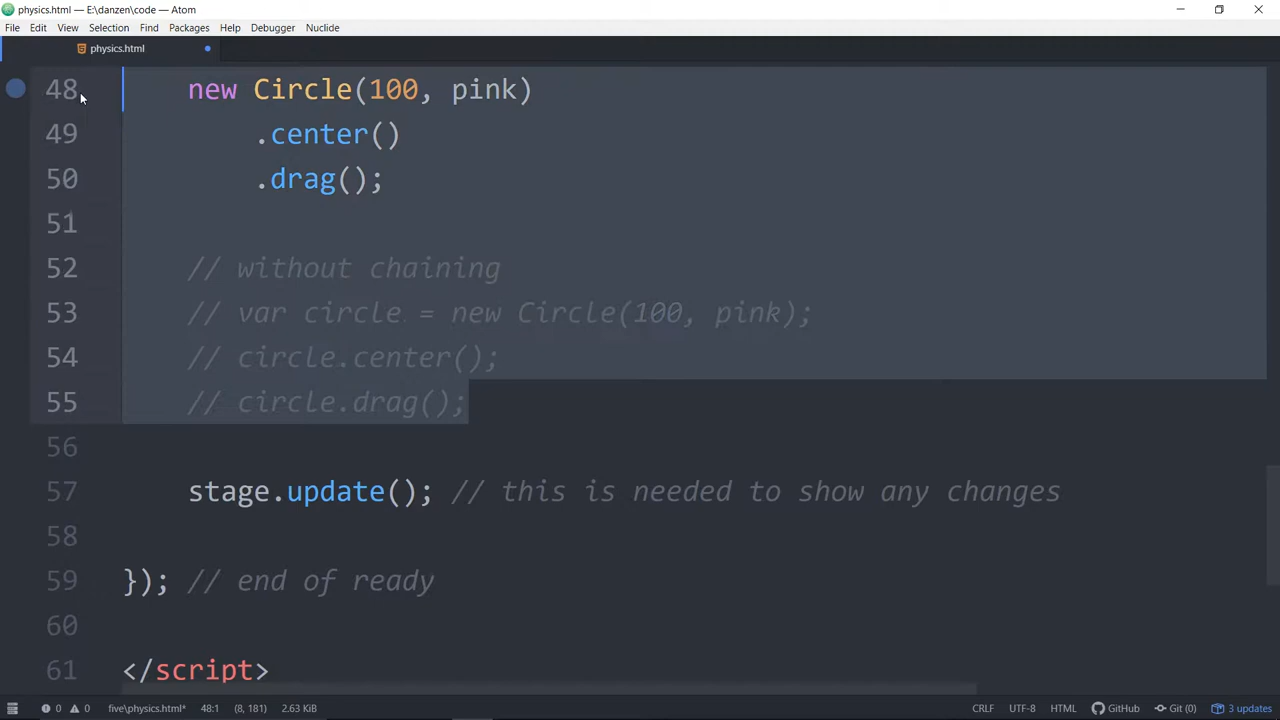 physics.html — E:\danzen\code — Atom
File Edit View Selection Find Packages Help Debugger Nuclide
physics.html
48 new Circle(100, pink)
49 .center()
50 .drag();
51
52 // without chaining
53 // var circle = new Circle(100, pink);
54 // circle.center();
55 // circle.drag();
56
57 stage.update(); // this is needed to show any changes
58
59 }); // end of ready
60
61 </script>
0 0 five\physics.html* 48:1 (8, 181) 2.63 KiB CRLF UTF-8 HTML GitHub Git (0) 3 updates